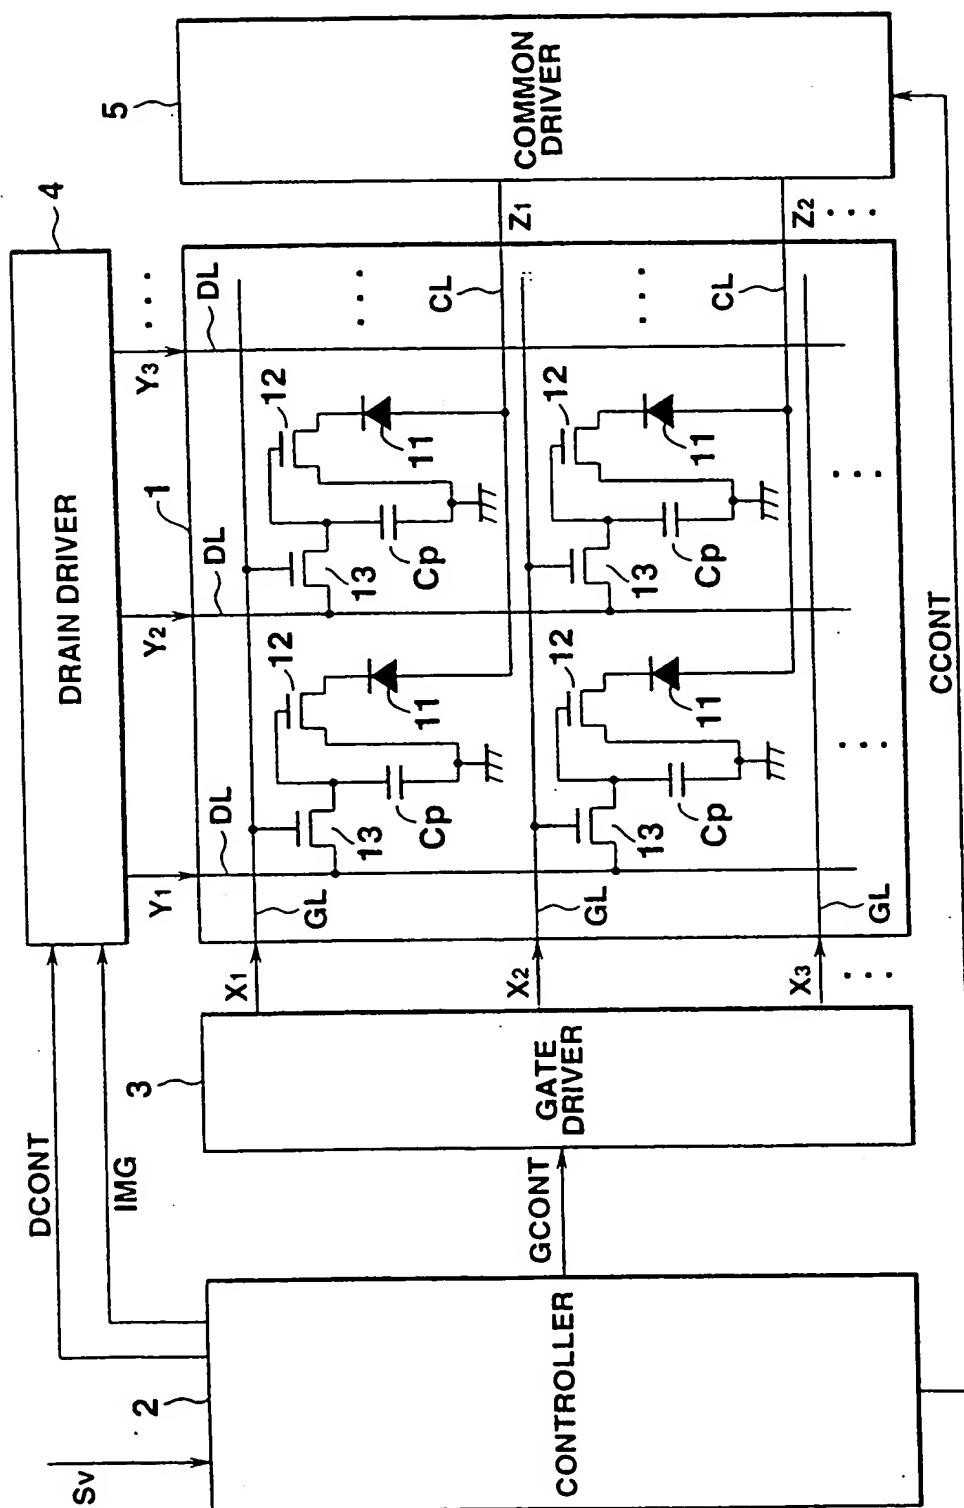 Sv
2
CONTROLLER
DCONT
IMG
GCONT
CCONT
3
GATE
DRIVER
X1
X2
X3
. . .
DRAIN DRIVER
4
Y1
Y2
Y3
. . .
1
DL
DL
DL
GL
GL
GL
13
12
11
Cp
13
12
11
Cp
. . .
CL
13
12
11
Cp
13
12
11
Cp
. . .
CL
. . .
. . .
. . .
5
COMMON
DRIVER
Z1
Z2
. . .